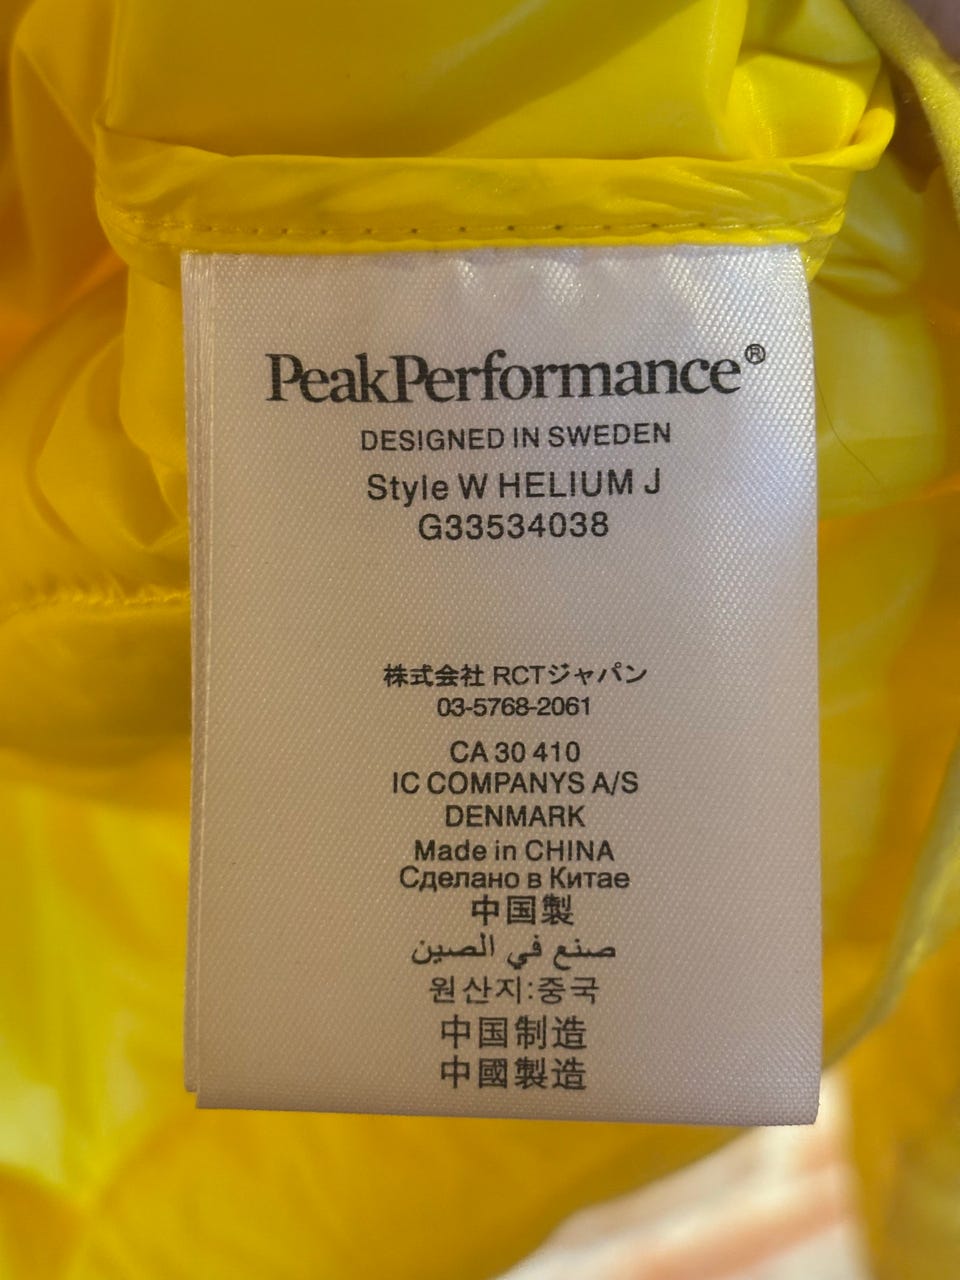 PeakPerformance®
DESIGNED IN SWEDEN
Style W HELIUM J
G33534038
株式会社 RCTジャパン
03-5768-2061
CA 30 410
IC COMPANYS A/S
DENMARK
Made in CHINA
Сделано в Китае
中国製
صنع في الصين
원산지:중국
中国制造
中國製造